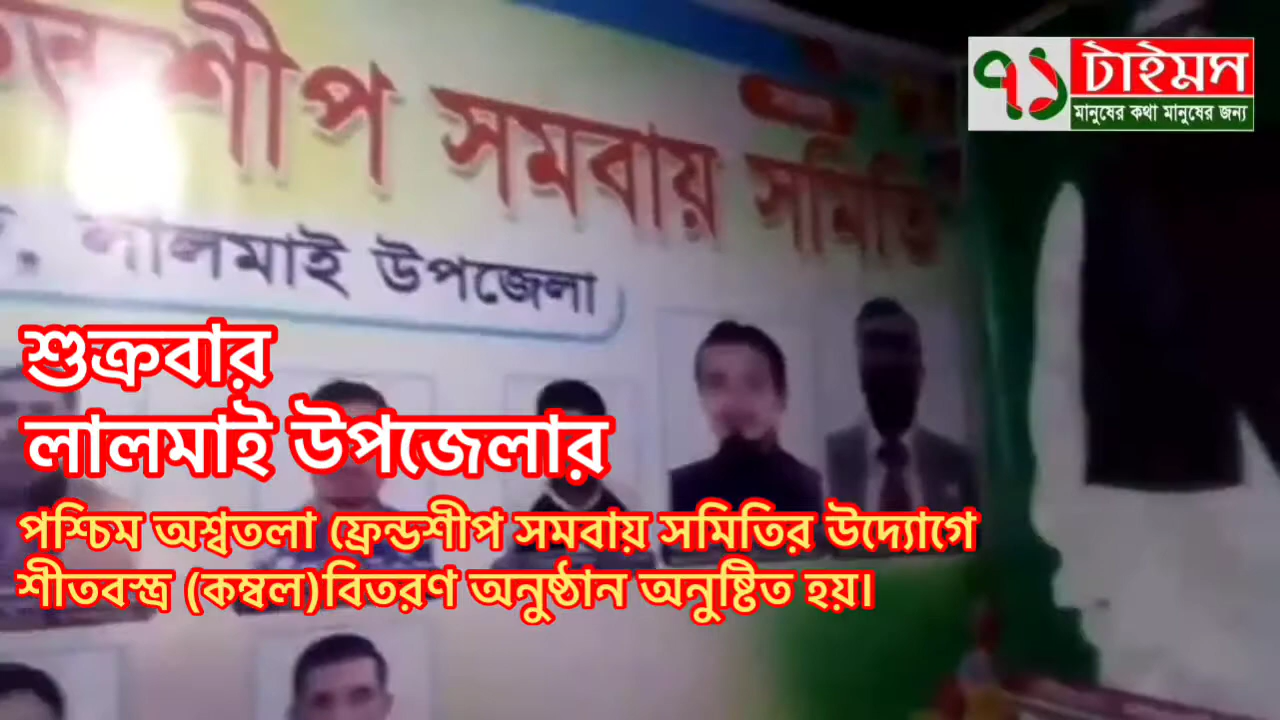 ৭১ টাইমস
মানুষের কথা মানুষের জন্য
সমবায় সমিতি
লালমাই উপজেলা
শুক্রবার
লালমাই উপজেলার
পশ্চিম অশ্বতলা ফ্রেন্ডশীপ সমবায় সমিতির উদ্যোগে
শীতবস্ত্র (কম্বল)বিতরণ অনুষ্ঠান অনুষ্টিত হয়।